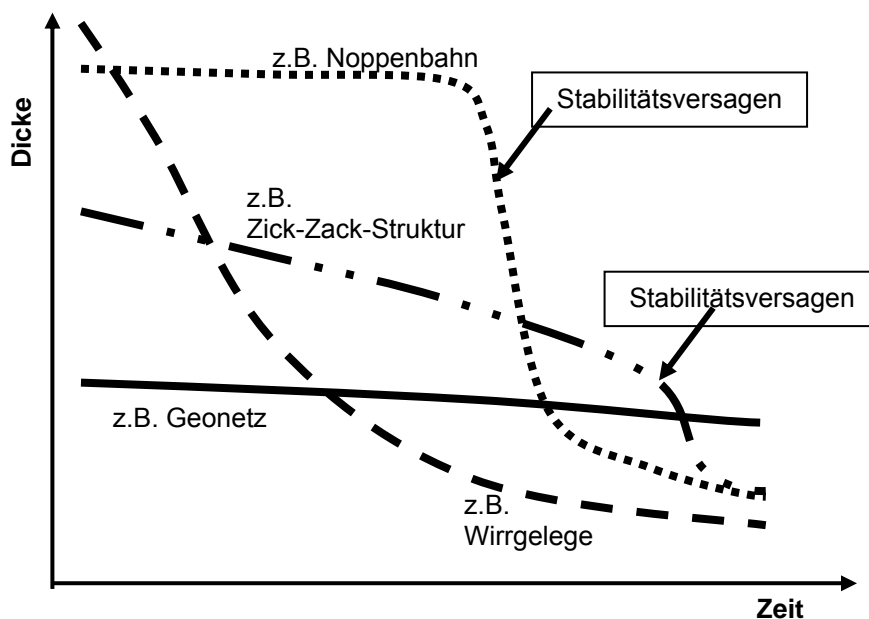 z.B. Noppenbahn
Stabilitätsversagen
Dicke
z.B.
Zick-Zack-Struktur
Stabilitätsversagen
z.B. Geonetz
z.B.
Wirrgelege
Zeit